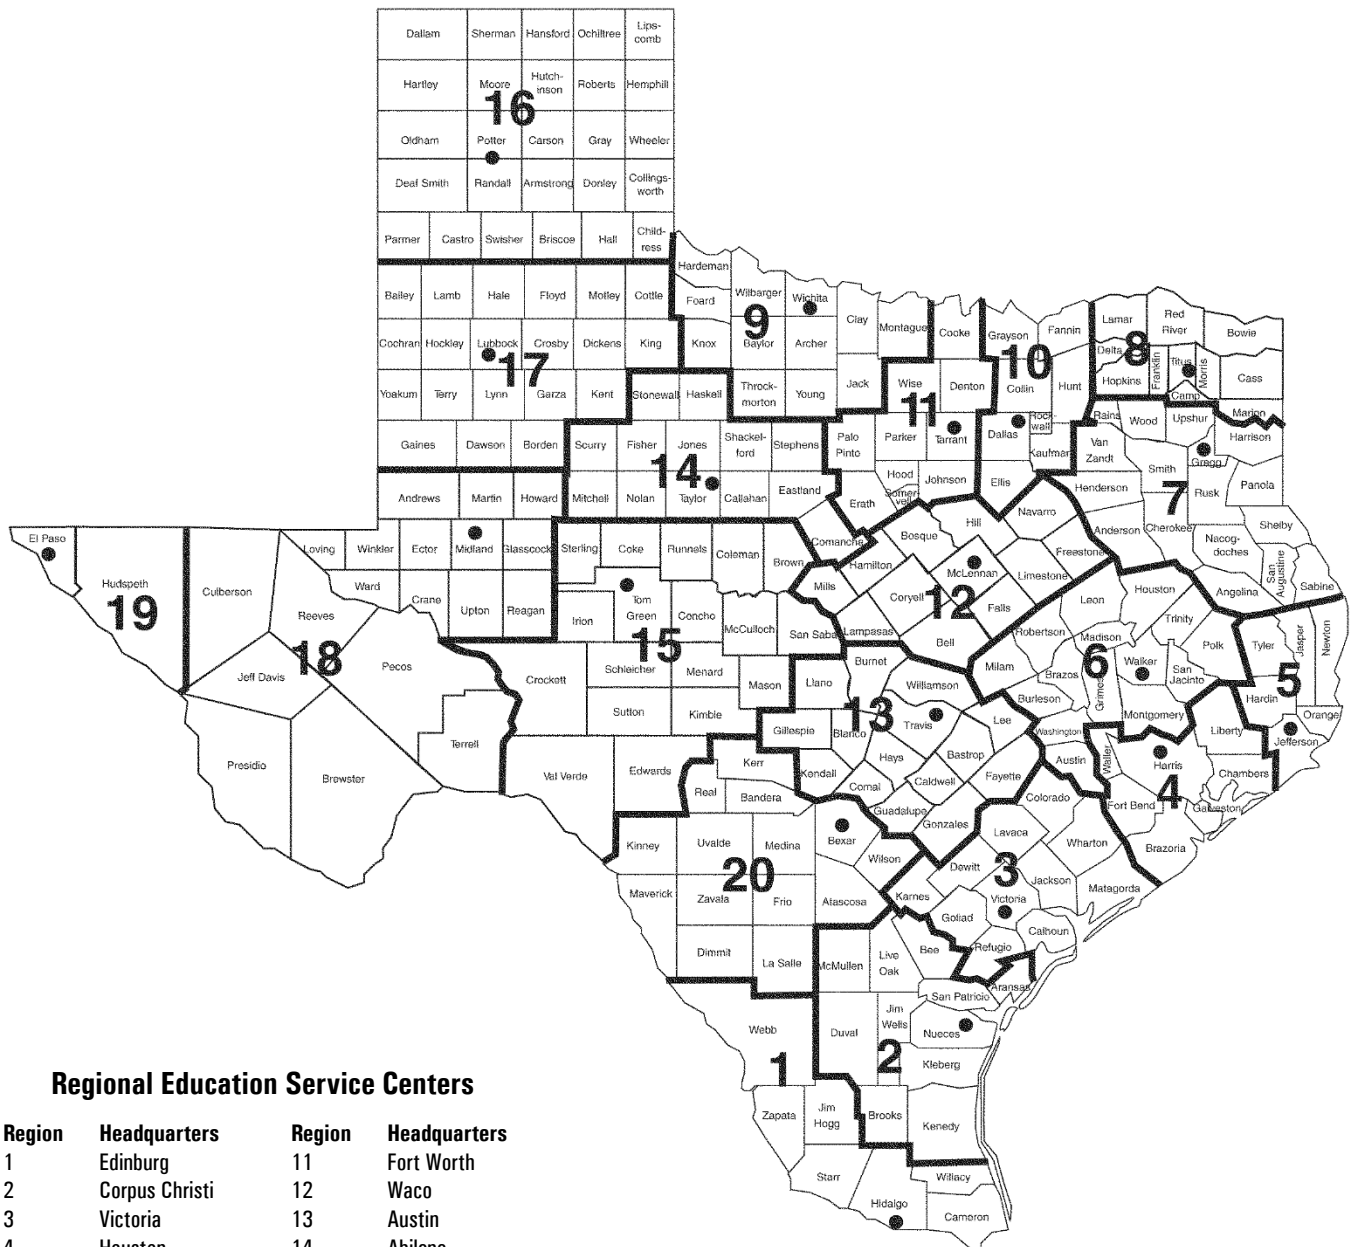 Dallam Sherman Hansford Ochiltree Lips-
comb
Hartley Moore Hutch-
inson Roberts Hemphill
16
Oldham Potter Carson Gray Wheeler
Deaf Smith Randall Armstrong Donley Collings-
worth
Parmer Castro Swisher Briscoe Hall Child-
ress
Hardeman
Bailey Lamb Hale Floyd Motley Cottle Foard Wilbarger Wichita
9
Clay Montague Cooke Grayson Fannin Lamar Red
River Bowie
Cochran Hockley Lubbock Crosby Dickens King Knox Baylor Archer
17
10
8
Delta Hopkins Franklin Titus Morris Cass
Camp
Yoakum Terry Lynn Garza Kent Stonewall Haskell Throck-
morton Young Jack Wise Denton Collin Hunt
11
Rock-
wall Rains Wood Upshur Marion
Harrison
Gaines Dawson Borden Scurry Fisher Jones Shackel-
ford Stephens Palo
Pinto Parker Tarrant Dallas Kaufman Van
Zandt Smith Gregg
14
7
Andrews Martin Howard Mitchell Nolan Taylor Callahan Eastland Erath Hood Somer-
vell Johnson Ellis Henderson Rusk Panola
El Paso Hudspeth Culberson Loving Winkler Ector Midland Glasscock Sterling Coke Runnels Coleman Brown Comanche Bosque Hill Navarro Anderson Cherokee Nacog-
doches Shelby
19
Reeves Ward Crane Upton Reagan Irion Tom
Green Concho McCulloch Mills Hamilton Coryell McLennan Limestone Freestone Leon Houston Angelina San
Augustine Sabine
18
15
12
Jeff Davis Pecos Crockett Schleicher Menard San Saba Lampasas Bell Falls Robertson Madison Trinity Polk Tyler Jasper Newton
6
5
Presidio Brewster Terrell Sutton Kimble Mason Llano Burnet Williamson Milam Brazos Grimes Walker San
Jacinto Hardin Orange
13
Val Verde Edwards Gillespie Blanco Travis Lee Burleson Washington Montgomery Liberty Jefferson
Kerr Real Bandera Kendall Hays Comal Caldwell Bastrop Fayette Austin Waller Harris Chambers
4
Kinney Uvalde Medina Bexar Guadalupe Gonzales Lavaca Colorado Fort Bend Galveston
20
Maverick Zavala Frio Atascosa Wilson Karnes Dewitt Wharton Brazoria
3
Goliad Victoria Jackson Matagorda
Dimmit La Salle McMullen Live
Oak Bee Refugio Calhoun
Aransas
San Patricio
Webb Duval Jim
Wells Nueces
1
2
Kleberg
Zapata Jim
Hogg Brooks Kenedy
Starr Hidalgo Willacy
Cameron
Regional Education Service Centers
Region Headquarters Region Headquarters
1 Edinburg 11 Fort Worth
2 Corpus Christi 12 Waco
3 Victoria 13 Austin
4 Houston 14 Abilene